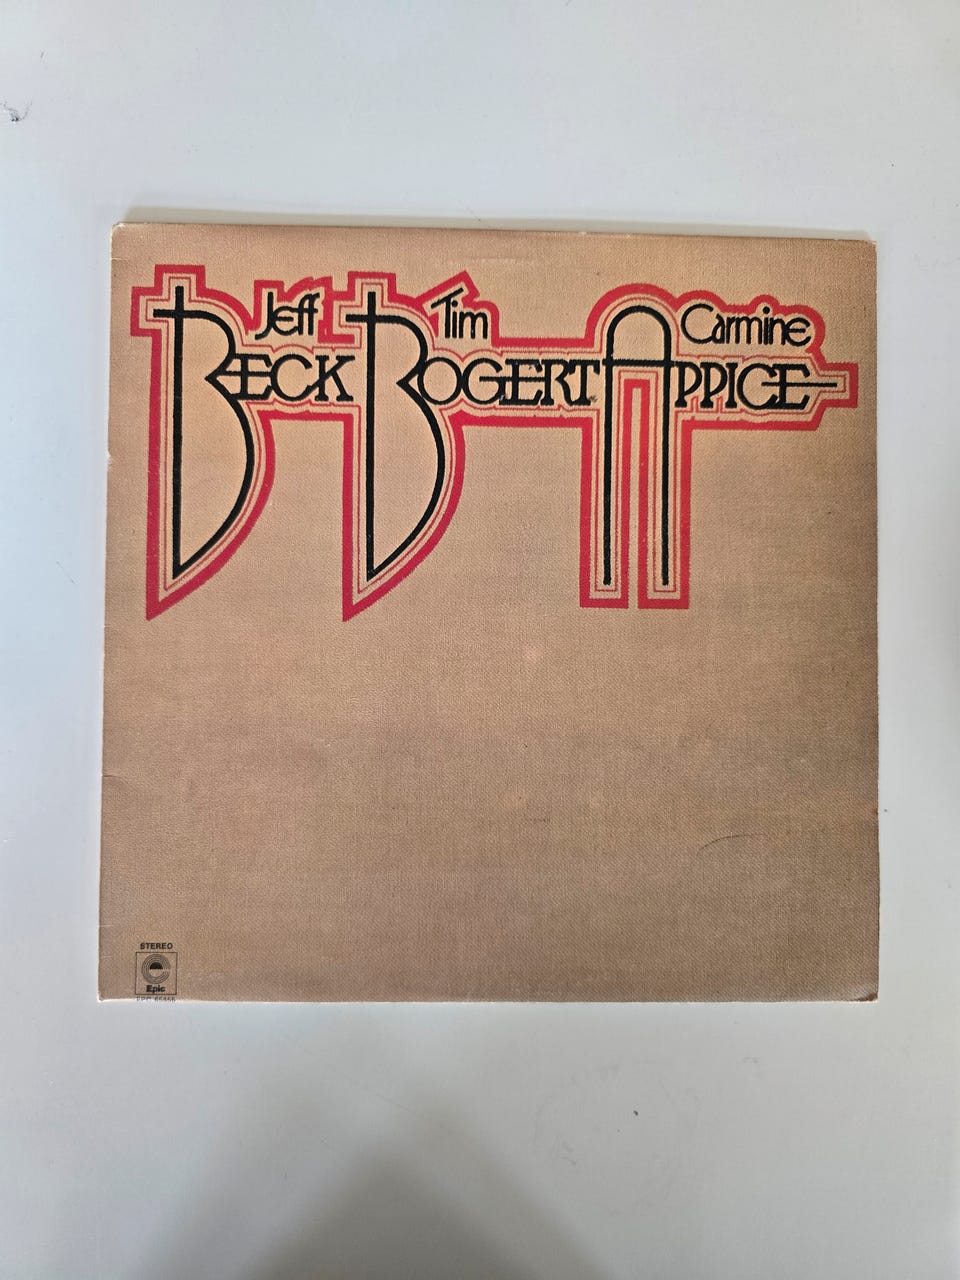 Jeff Tim Carmine
BECK BOGERT APPICE
STEREO
Epic